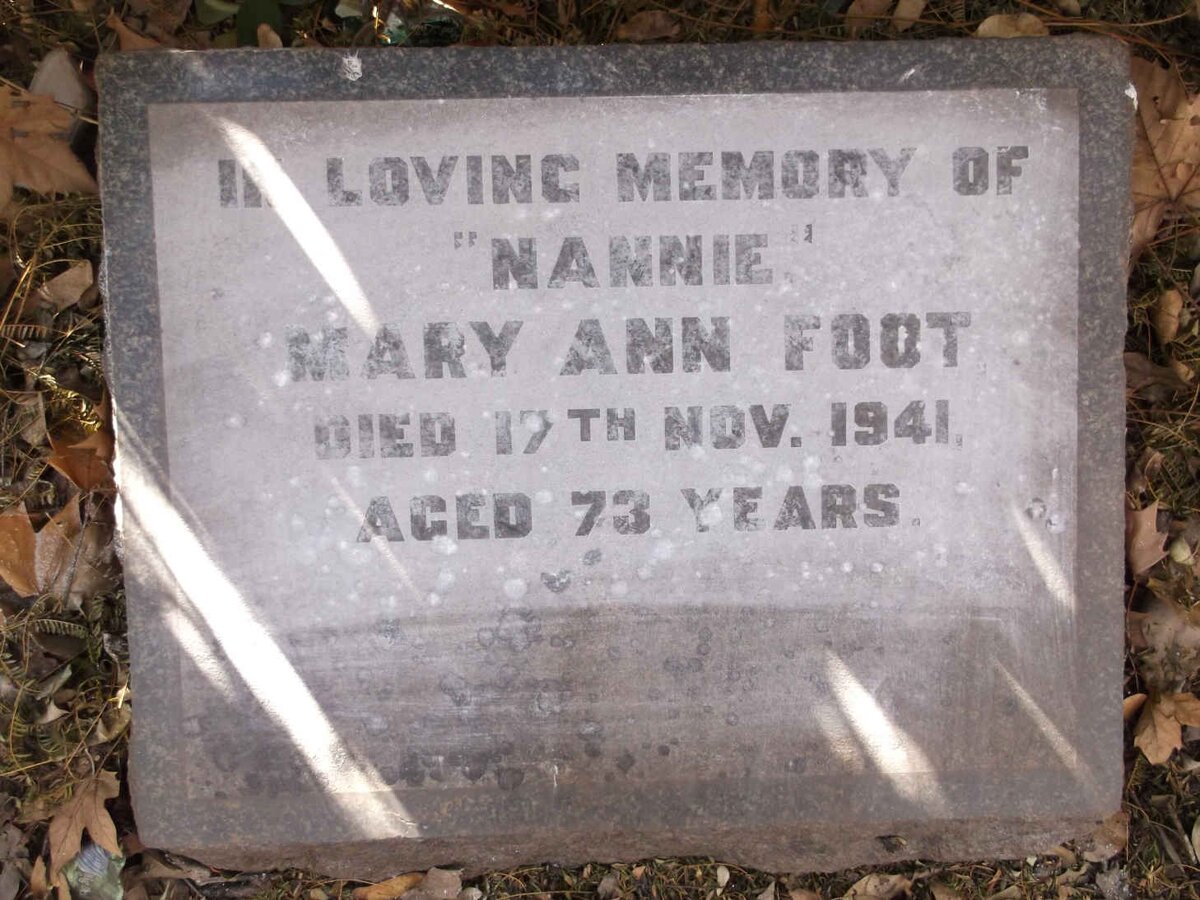 IN LOVING MEMORY OF
"NANNIE"
MARY ANN FOOT.
DIED 17TH NOV. 1941.
AGED 73 YEARS.